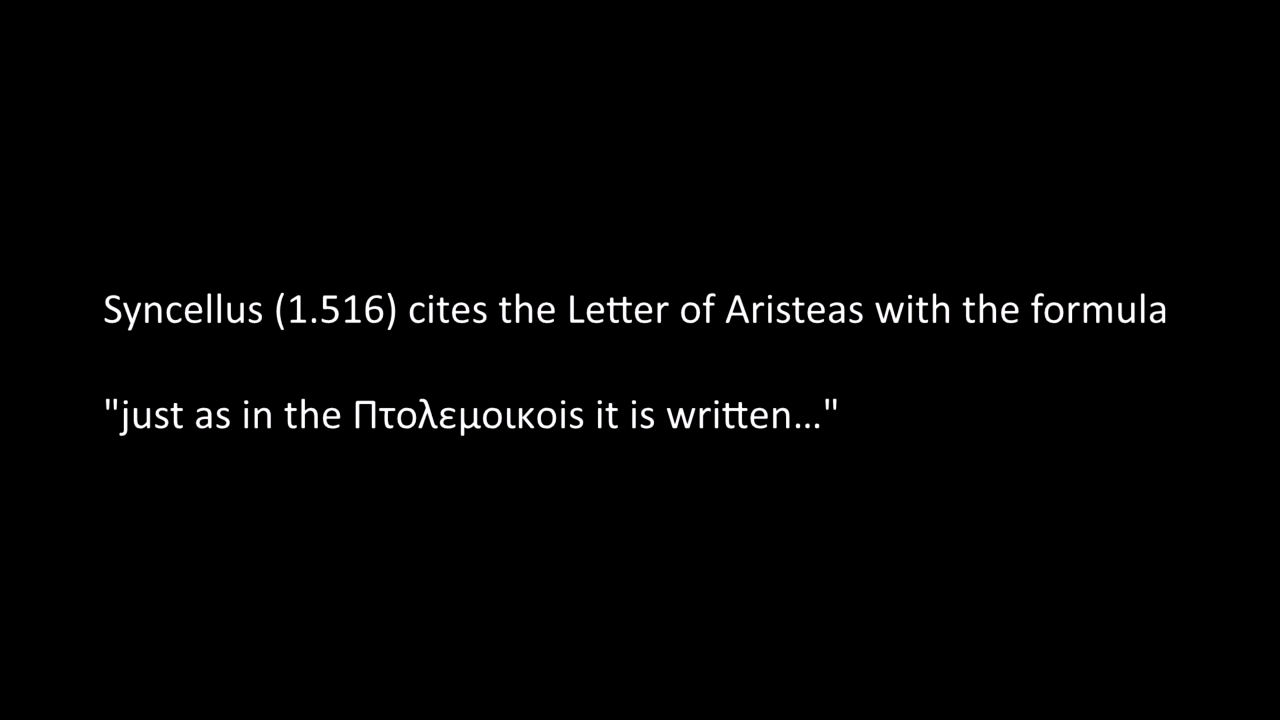 Syncellus (1.516) cites the Letter of Aristeas with the formula
"just as in the Πτολεμοικοis it is written..."